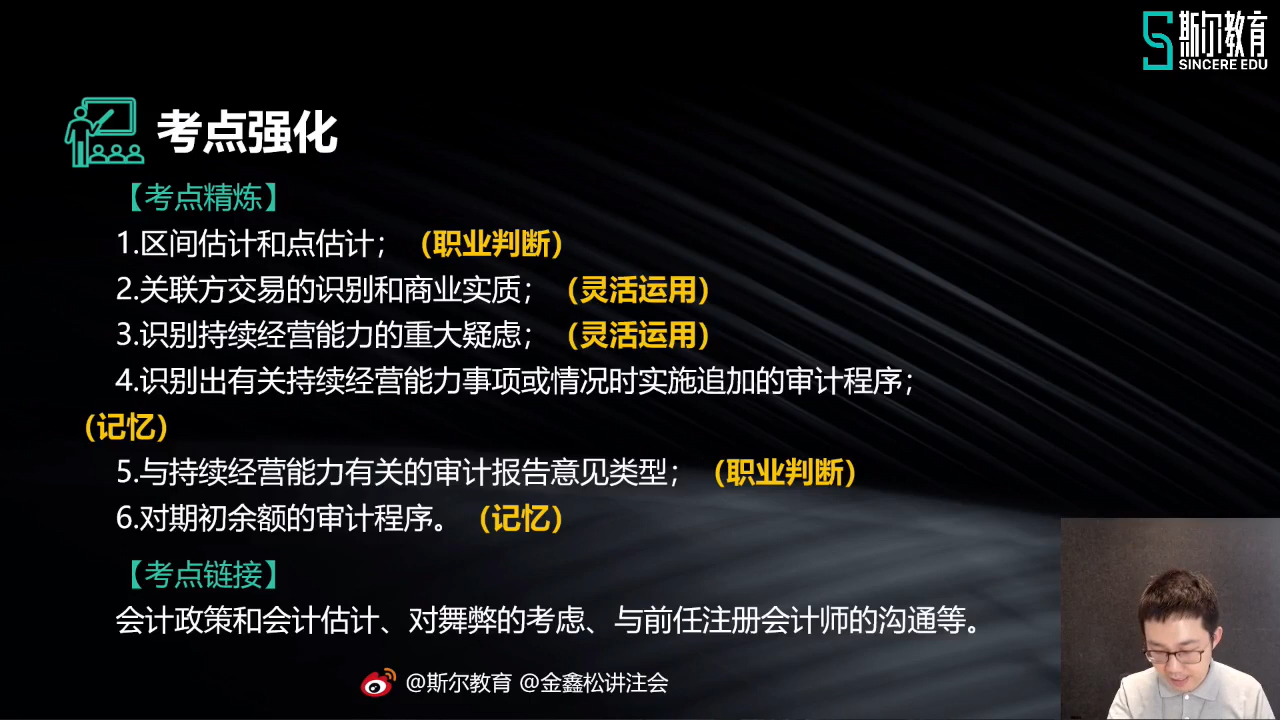 斯尔教育
SINCERE EDU
考点强化
【考点精炼】
1.区间估计和点估计；（职业判断）
2.关联方交易的识别和商业实质；（灵活运用）
3.识别持续经营能力的重大疑虑；（灵活运用）
4.识别出有关持续经营能力事项或情况时实施追加的审计程序；
（记忆）
5.与持续经营能力有关的审计报告意见类型；（职业判断）
6.对期初余额的审计程序。（记忆）
【考点链接】
会计政策和会计估计、对舞弊的考虑、与前任注册会计师的沟通等。
@斯尔教育 @金鑫松讲注会